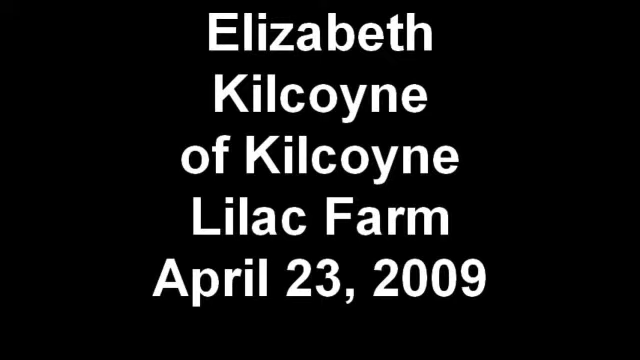 Elizabeth
Kilcoyne
of Kilcoyne
Lilac Farm
April 23, 2009